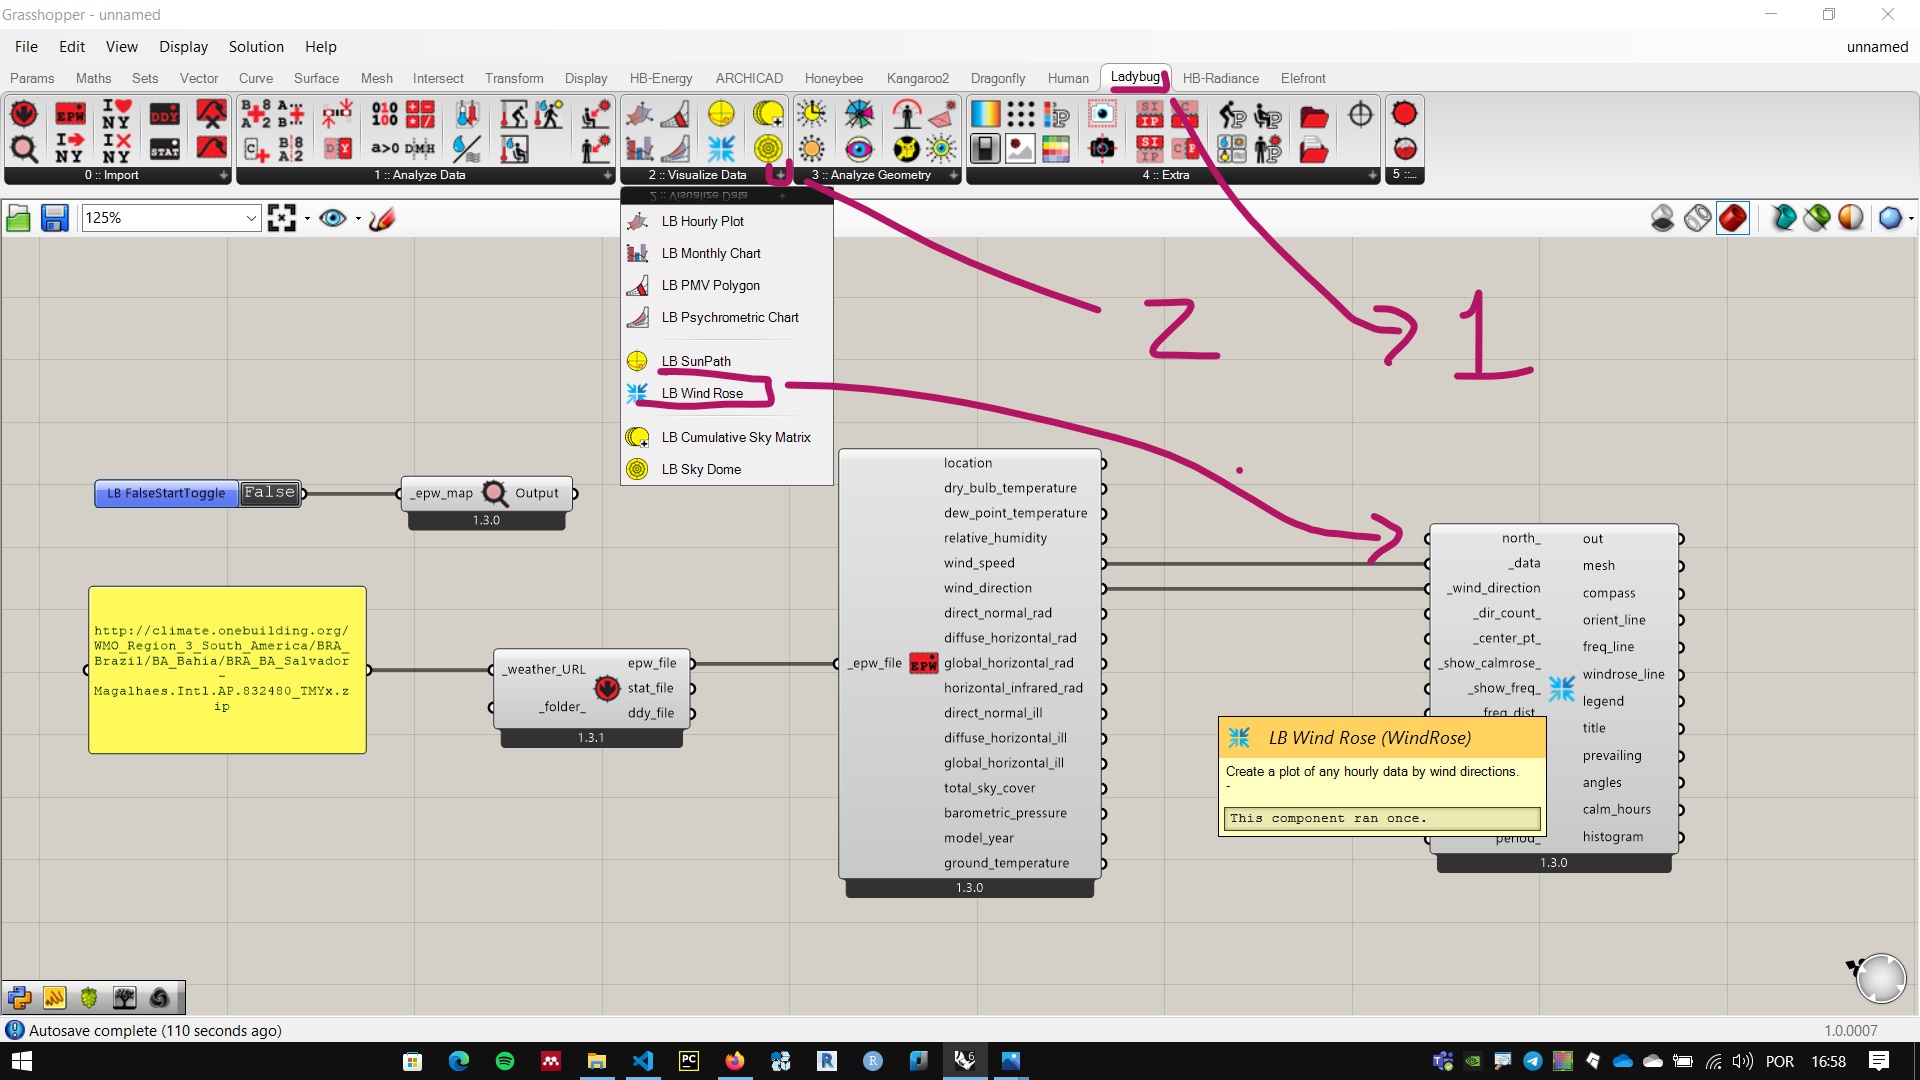 Grasshopper - unnamed
File Edit View Display Solution Help
unnamed
Params Maths Sets Vector Curve Surface Mesh Intersect Transform Display HB-Energy ARCHICAD Honeybee Kangaroo2 Dragonfly Human Ladybug HB-Radiance Elefront
0 :: Import
1 :: Analyze Data
2 :: Visualize Data
3 :: Analyze Geometry
4 :: Extra
5 ::...
2 :: Visualize Data
125%
LB Hourly Plot
LB Monthly Chart
LB PMV Polygon
LB Psychrometric Chart
LB SunPath
LB Wind Rose
LB Cumulative Sky Matrix
LB Sky Dome
2
1
LB FalseStartToggle False
_epw_map Output
1.3.0
http://climate.onebuilding.org/
WMO_Region_3_South_America/BRA_
Brazil/BA_Bahia/BRA_BA_Salvador
-
Magalhaes.Intl.AP.832480_TMYx.z
ip
_weather_URL
_folder_
epw_file
stat_file
ddy_file
1.3.1
_epw_file
EPW
location
dry_bulb_temperature
dew_point_temperature
relative_humidity
wind_speed
wind_direction
direct_normal_rad
diffuse_horizontal_rad
global_horizontal_rad
horizontal_infrared_rad
direct_normal_ill
diffuse_horizontal_ill
global_horizontal_ill
total_sky_cover
barometric_pressure
model_year
ground_temperature
1.3.0
north_
_data
_wind_direction
_dir_count_
_center_pt_
_show_calmrose_
_show_freq_
_freq_dist_
period_
out
mesh
compass
orient_line
freq_line
windrose_line
legend
title
prevailing
angles
calm_hours
histogram
1.3.0
LB Wind Rose (WindRose)
Create a plot of any hourly data by wind directions.
-
This component ran once.
Autosave complete (110 seconds ago)
1.0.0007
POR
16:58